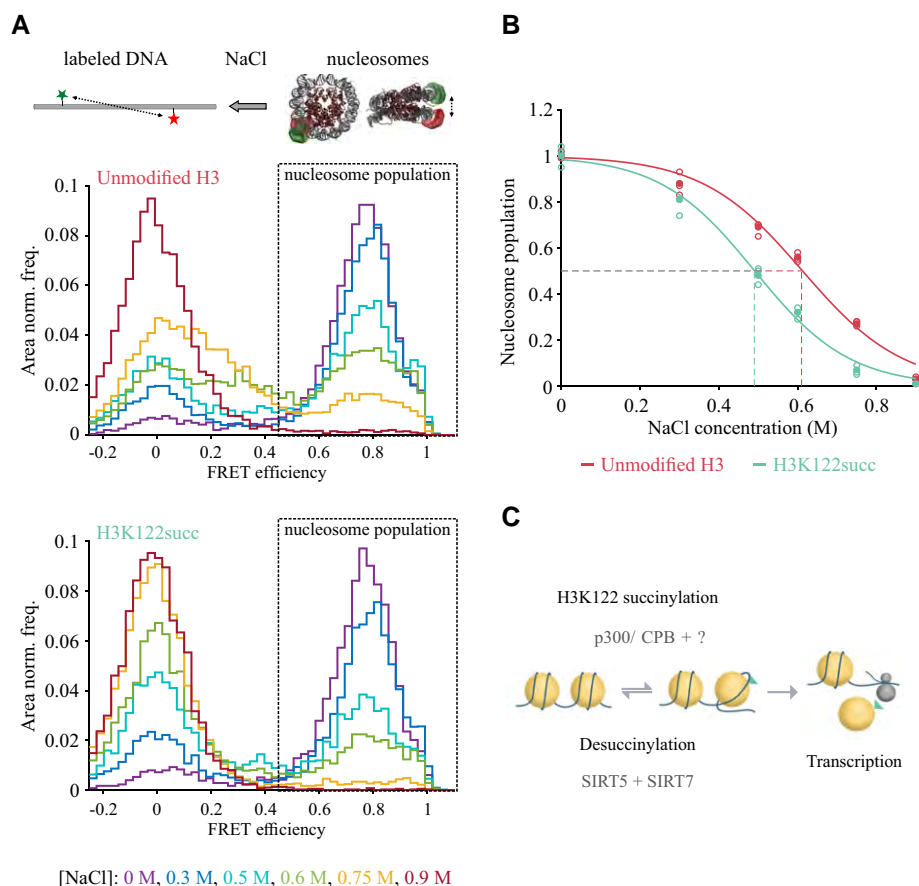 A
labeled DNA NaCl nucleosomes
Unmodified H3
nucleosome population
0.1
0.08
0.06
0.04
0.02
0
Area norm. freq.
-0.2 0 0.2 0.4 0.6 0.8 1
FRET efficiency
H3K122succ
nucleosome population
0.1
0.08
0.06
0.04
0.02
0
Area norm. freq.
-0.2 0 0.2 0.4 0.6 0.8 1
FRET efficiency
[NaCl]: 0 M, 0.3 M, 0.5 M, 0.6 M, 0.75 M, 0.9 M
B
1.2
1
0.8
0.6
0.4
0.2
0
Nucleosome population
0 0.2 0.4 0.6 0.8
NaCl concentration (M)
Unmodified H3 H3K122succ
C
H3K122 succinylation
p300/ CPB + ?
Desuccinylation
SIRT5 + SIRT7
Transcription